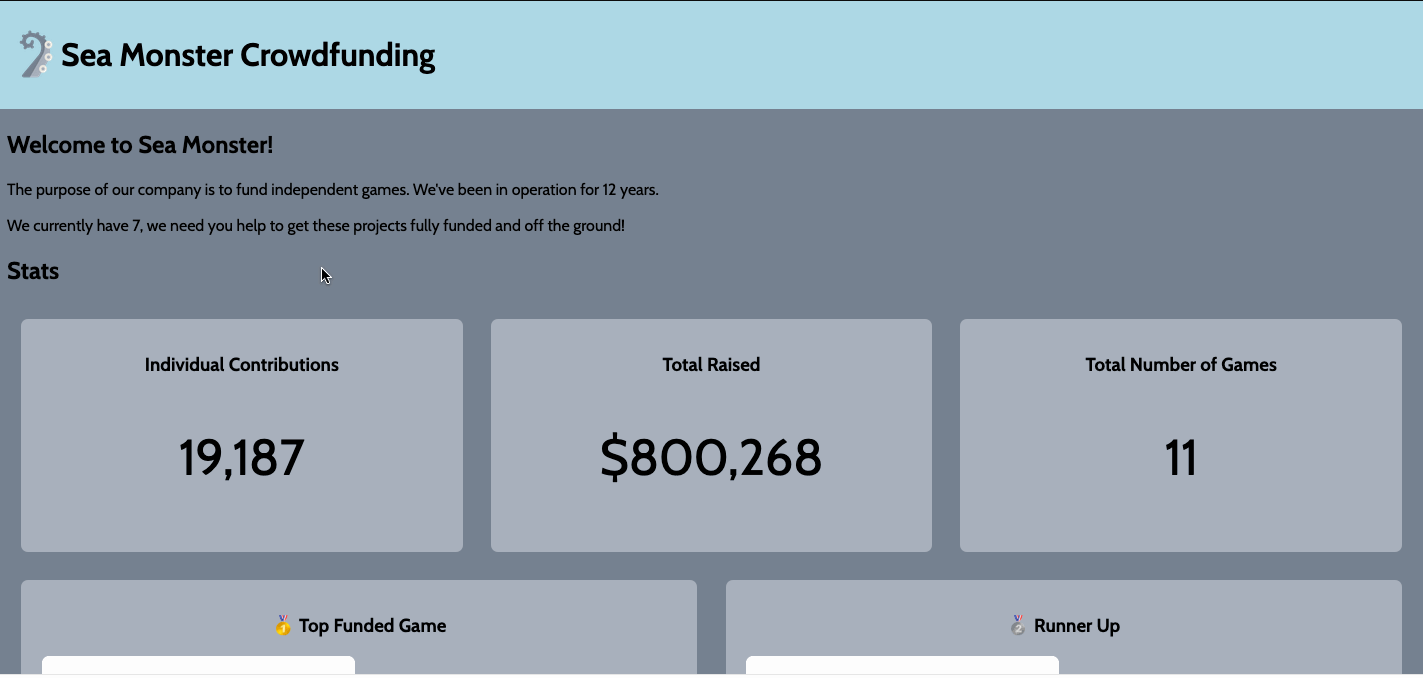 Sea Monster Crowdfunding
Welcome to Sea Monster!
The purpose of our company is to fund independent games. We've been in operation for 12 years.
We currently have 7, we need you help to get these projects fully funded and off the ground!
Stats
Individual Contributions
Total Raised
Total Number of Games
19,187
$800,268
11
🥇 Top Funded Game
🥈 Runner Up